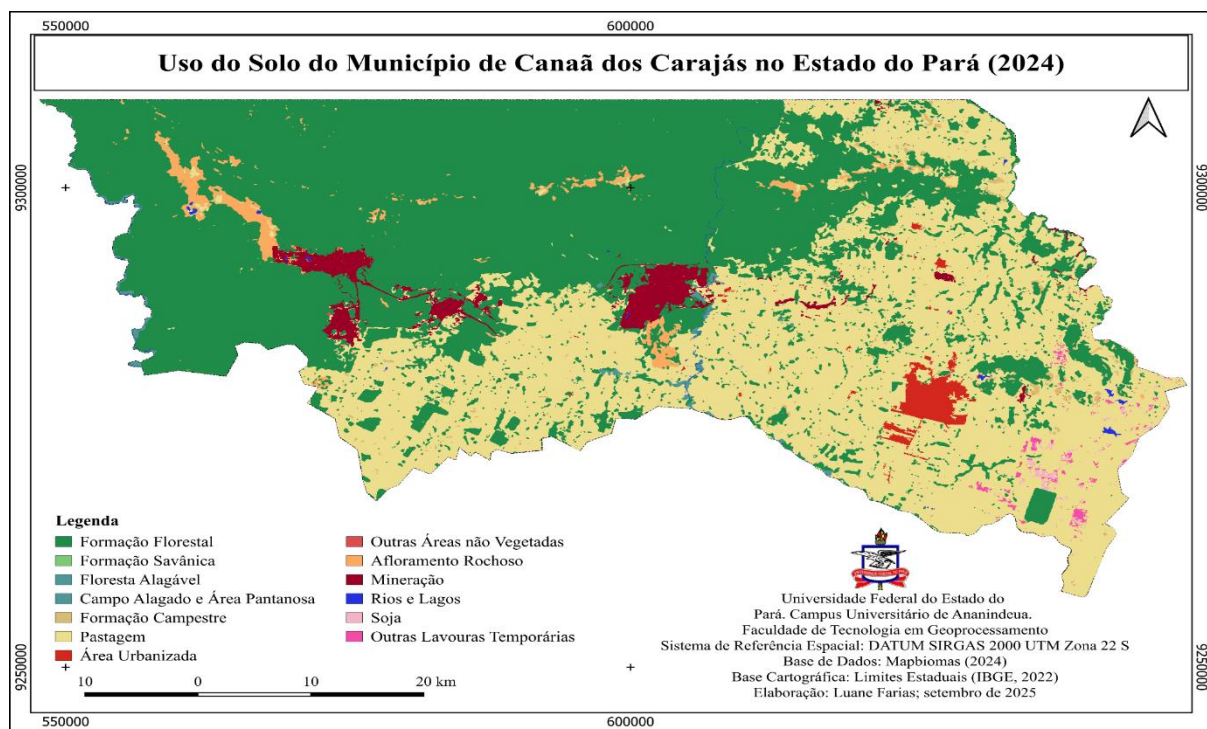 550000
600000
Uso do Solo do Município de Canaã dos Carajás no Estado do Pará (2024)
9300000
9300000
Legenda
Formação Florestal
Formação Savânica
Floresta Alagável
Campo Alagado e Área Pantanosa
Formação Campestre
Pastagem
Área Urbanizada
Outras Áreas não Vegetadas
Afloramento Rochoso
Mineração
Rios e Lagos
Soja
Outras Lavouras Temporárias
Universidade Federal do Estado do
Pará. Campus Universitário de Ananindeua.
Faculdade de Tecnologia em Geoprocessamento
Sistema de Referência Espacial: DATUM SIRGAS 2000 UTM Zona 22 S
Base de Dados: Mapbiomas (2024)
Base Cartográfica: Limites Estaduais (IBGE, 2022)
Elaboração: Luane Farias; setembro de 2025
9250000
9250000
10 0 10 20 km
550000
600000